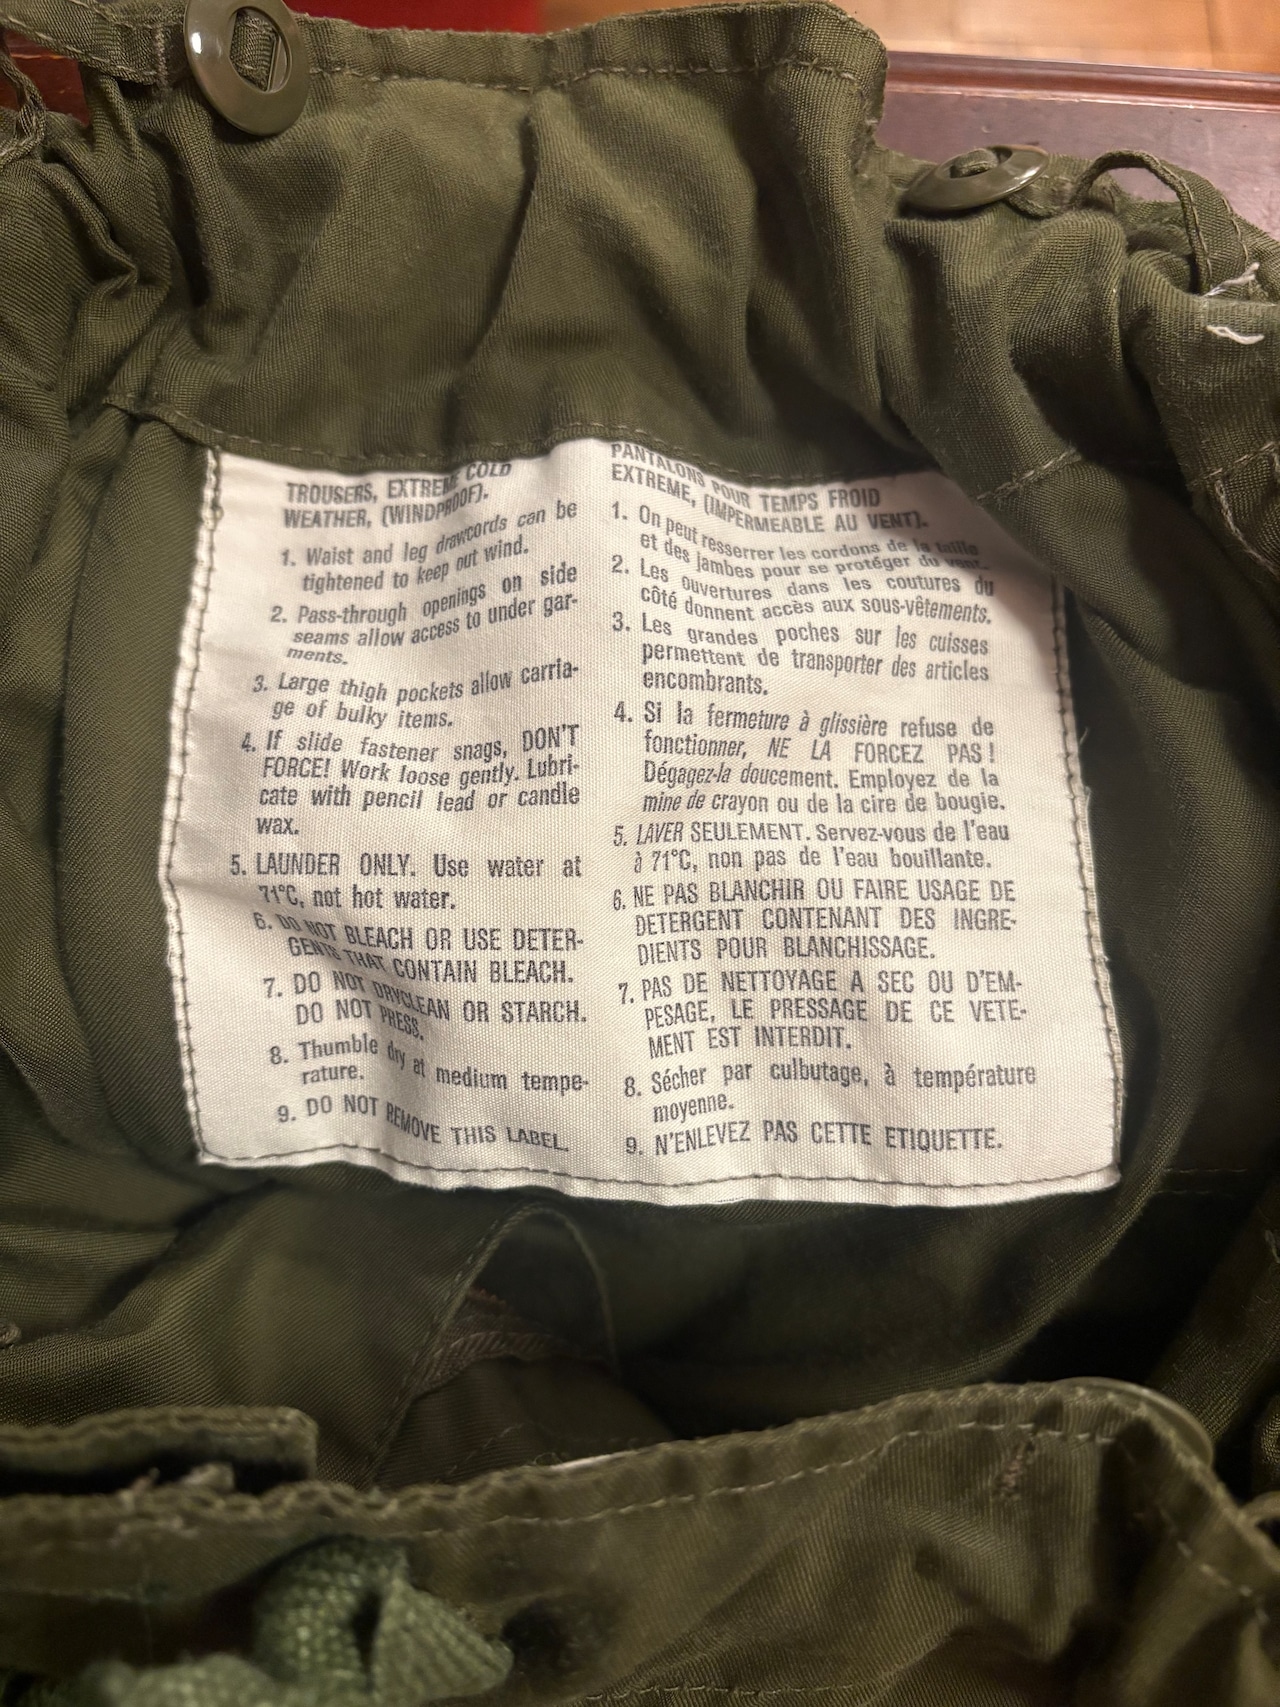 TROUSERS, EXTREME COLD
WEATHER, (WINDPROOF).
1. Waist and leg drawcords can be
tightened to keep out wind.
2. Pass-through openings on side
seams allow access to under gar-
ments.
3. Large thigh pockets allow carria-
ge of bulky items.
4. If slide fastener snags, DON'T
FORCE! Work loose gently. Lubri-
cate with pencil lead or candle
wax.
5. LAUNDER ONLY. Use water at
71°C, not hot water.
6. DO NOT BLEACH OR USE DETER-
GENTS THAT CONTAIN BLEACH.
7. DO NOT DRYCLEAN OR STARCH.
DO NOT PRESS.
8. Thumble dry at medium tempe-
rature.
9. DO NOT REMOVE THIS LABEL.
PANTALONS POUR TEMPS FROID
EXTREME, (IMPERMEABLE AU VENT).
1. On peut resserrer les cordons de la taille
et des jambes pour se protéger du vent.
2. Les ouvertures dans les coutures du
côté donnent accès aux sous-vêtements.
3. Les grandes poches sur les cuisses
permettent de transporter des articles
encombrants.
4. Si la fermeture à glissière refuse de
fonctionner, NE LA FORCEZ PAS!
Dégagez-la doucement. Employez de la
mine de crayon ou de la cire de bougie.
5. LAVER SEULEMENT. Servez-vous de l'eau
à 71°C, non pas de l'eau bouillante.
6. NE PAS BLANCHIR OU FAIRE USAGE DE
DETERGENT CONTENANT DES INGRE-
DIENTS POUR BLANCHISSAGE.
7. PAS DE NETTOYAGE A SEC OU D'EM-
PESAGE, LE PRESSAGE DE CE VETE-
MENT EST INTERDIT.
8. Sécher par culbutage, à température
moyenne.
9. N'ENLEVEZ PAS CETTE ETIQUETTE.